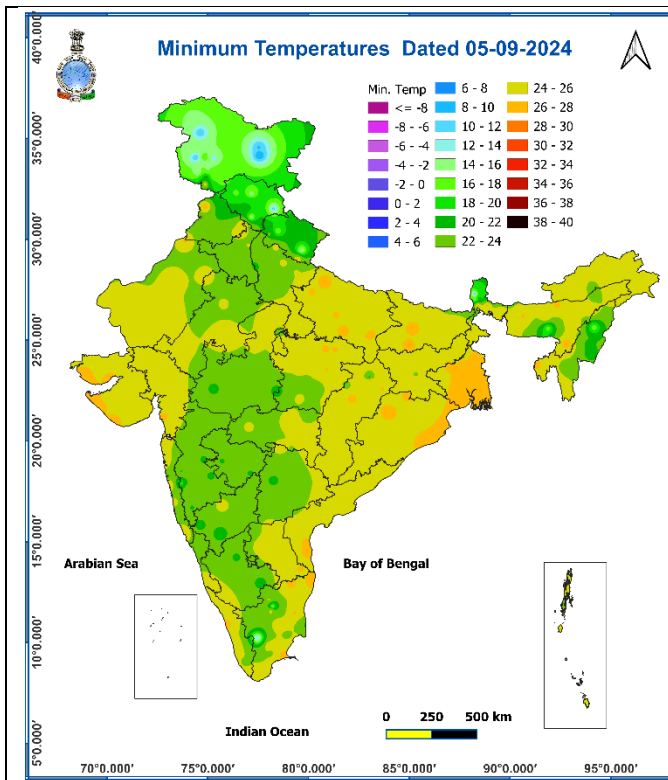 Minimum Temperatures Dated 05-09-2024
Min. Temp
<= -8
-8 - -6
-6 - -4
-4 - -2
-2 - 0
0 - 2
2 - 4
4 - 6
6 - 8
8 - 10
10 - 12
12 - 14
14 - 16
16 - 18
18 - 20
20 - 22
22 - 24
24 - 26
26 - 28
28 - 30
30 - 32
32 - 34
34 - 36
36 - 38
38 - 40
40°0.000'
35°0.000'
30°0.000'
25°0.000'
20°0.000'
15°0.000'
10°0.000'
5°0.000'
Arabian Sea
Bay of Bengal
Indian Ocean
0 250 500 km
70°0.000' 75°0.000' 80°0.000' 85°0.000' 90°0.000' 95°0.000'